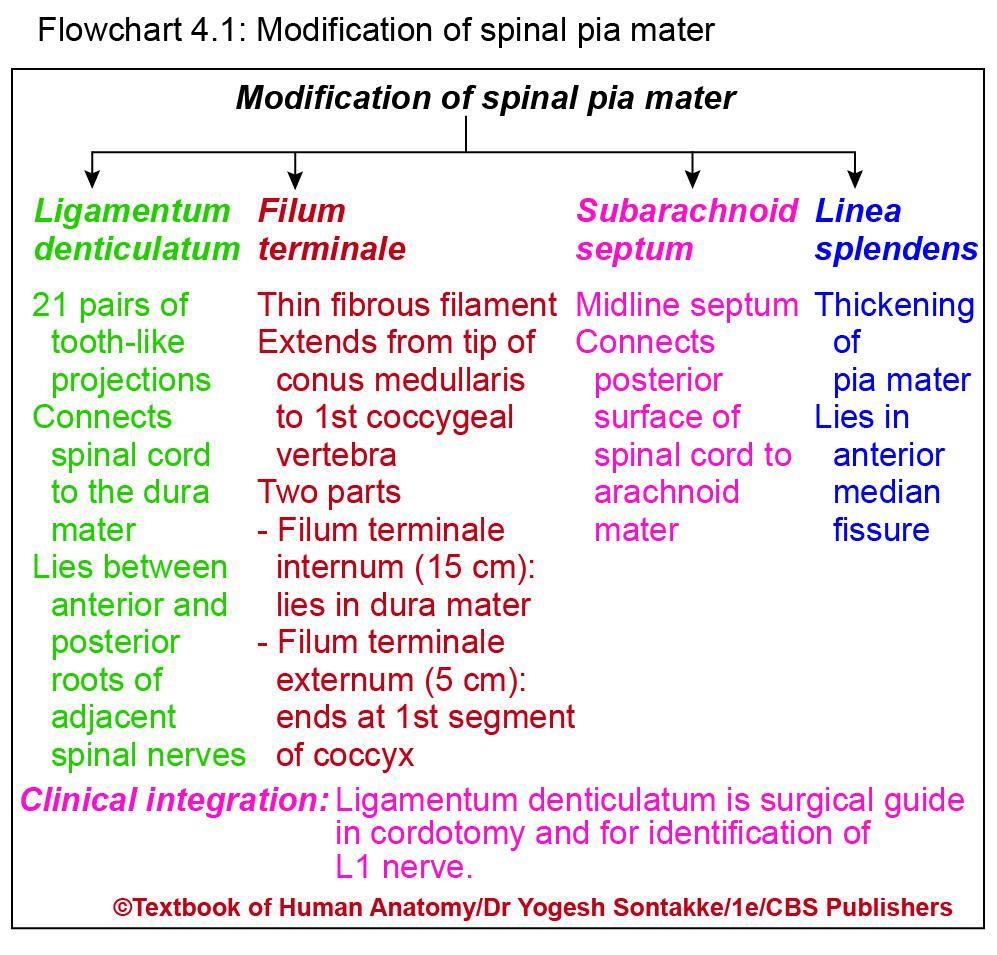 Flowchart 4.1: Modification of spinal pia mater
Modification of spinal pia mater
Ligamentum
denticulatum
21 pairs of
tooth-like
projections
Connects
spinal cord
to the dura
mater
Lies between
anterior and
posterior
roots of
adjacent
spinal nerves
Filum
terminale
Thin fibrous filament
Extends from tip of
conus medullaris
to 1st coccygeal
vertebra
Two parts
- Filum terminale
internum (15 cm):
lies in dura mater
- Filum terminale
externum (5 cm):
ends at 1st segment
of coccyx
Subarachnoid
septum
Midline septum
Connects
posterior
surface of
spinal cord to
arachnoid
mater
Linea
splendens
Thickening
of
pia mater
Lies in
anterior
median
fissure
Clinical integration: Ligamentum denticulatum is surgical guide
in cordotomy and for identification of
L1 nerve.
©Textbook of Human Anatomy/Dr Yogesh Sontakke/1e/CBS Publishers